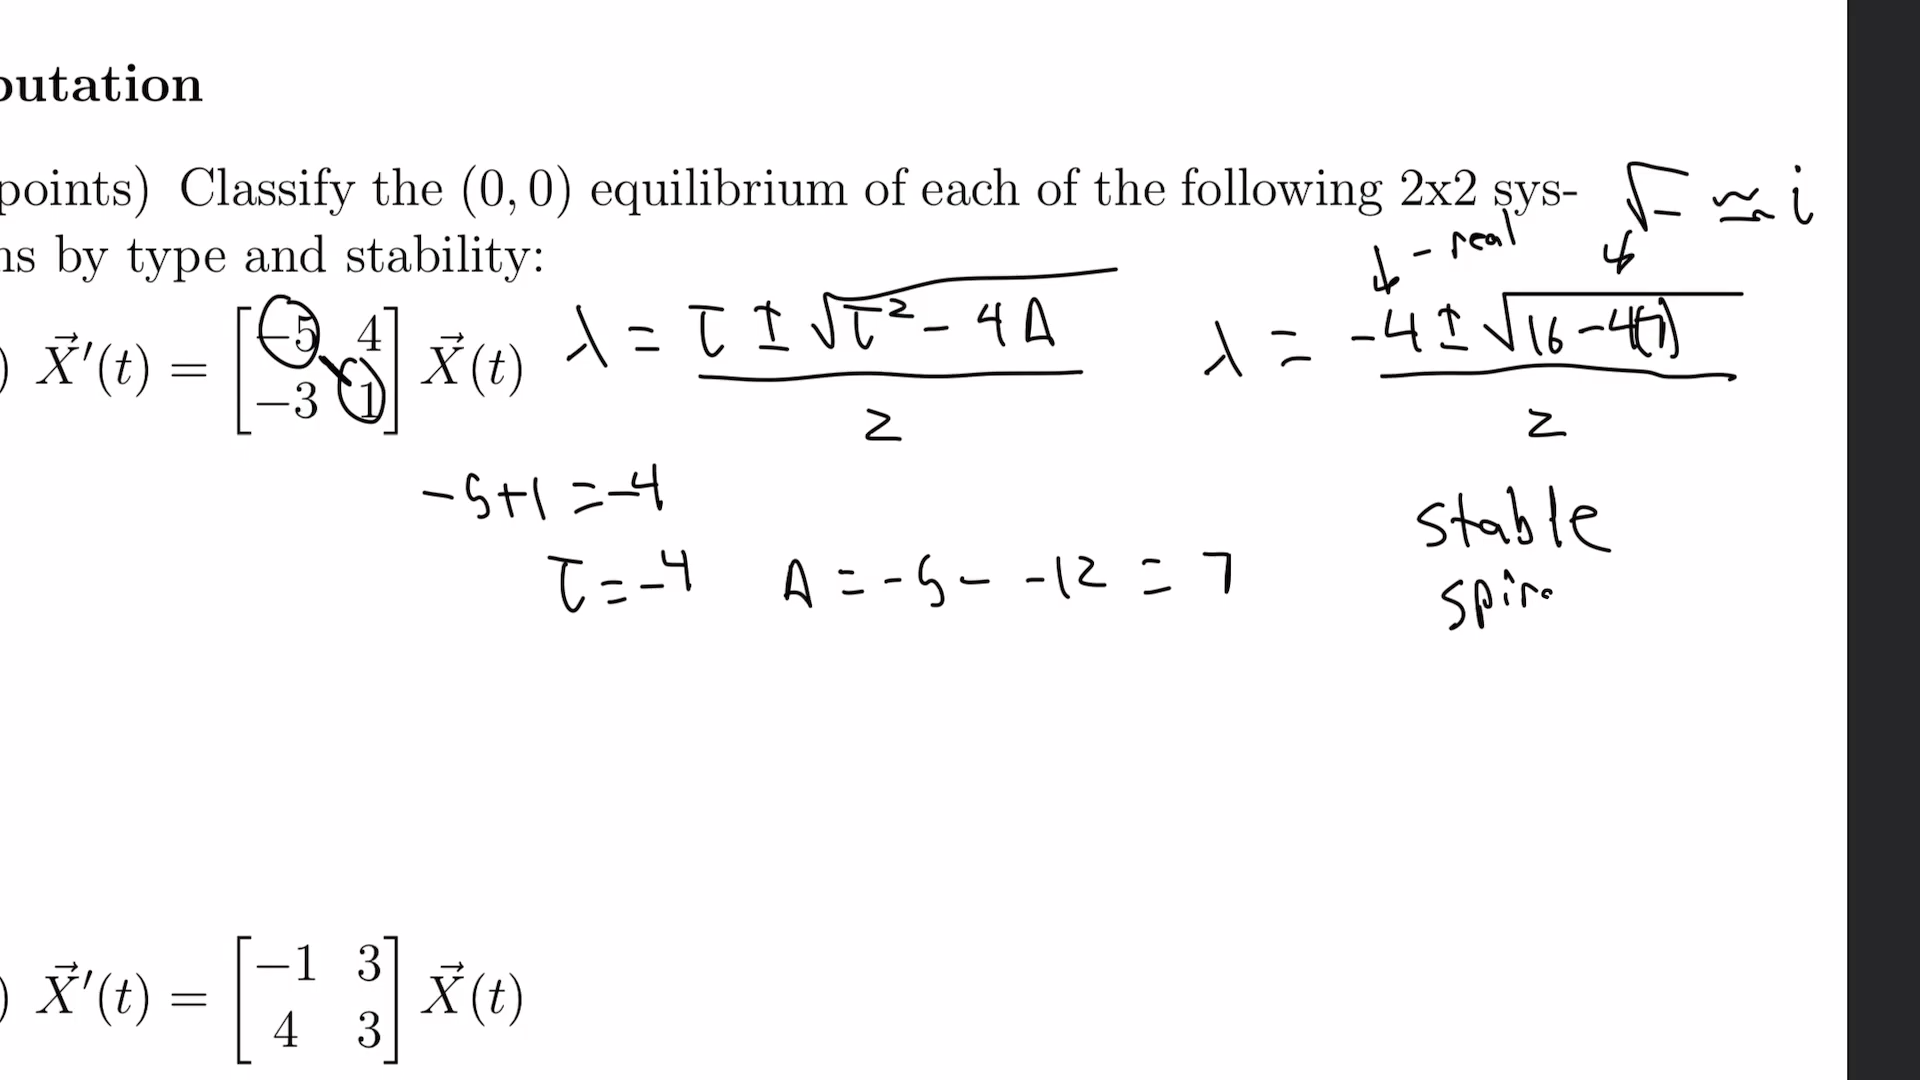 putation
points) Classify the (0, 0) equilibrium of each of the following 2x2 sys-
ns by type and stability:
√- ≃ i
- real
) X⃗′(t) = [−5 4; −3 1] X⃗(t)
λ = (τ ± √(τ² - 4Δ)) / 2
λ = (-4 ± √(16 - 4(7))) / 2
-5+1 = -4
τ = -4 Δ = -5 - -12 = 7
stable
spir
) X⃗′(t) = [−1 3; 4 3] X⃗(t)